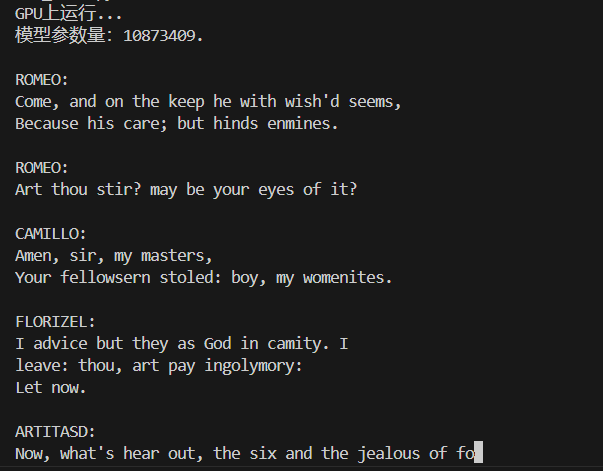 GPU上运行...
模型参数量：10873409.
ROMEO:
Come, and on the keep he with wish'd seems,
Because his care; but hinds enmines.
ROMEO:
Art thou stir? may be your eyes of it?
CAMILLO:
Amen, sir, my masters,
Your fellowsern stoled: boy, my womenites.
FLORIZEL:
I advice but they as God in camity. I
leave: thou, art pay ingolymory:
Let now.
ARTITASD:
Now, what's hear out, the six and the jealous of fo